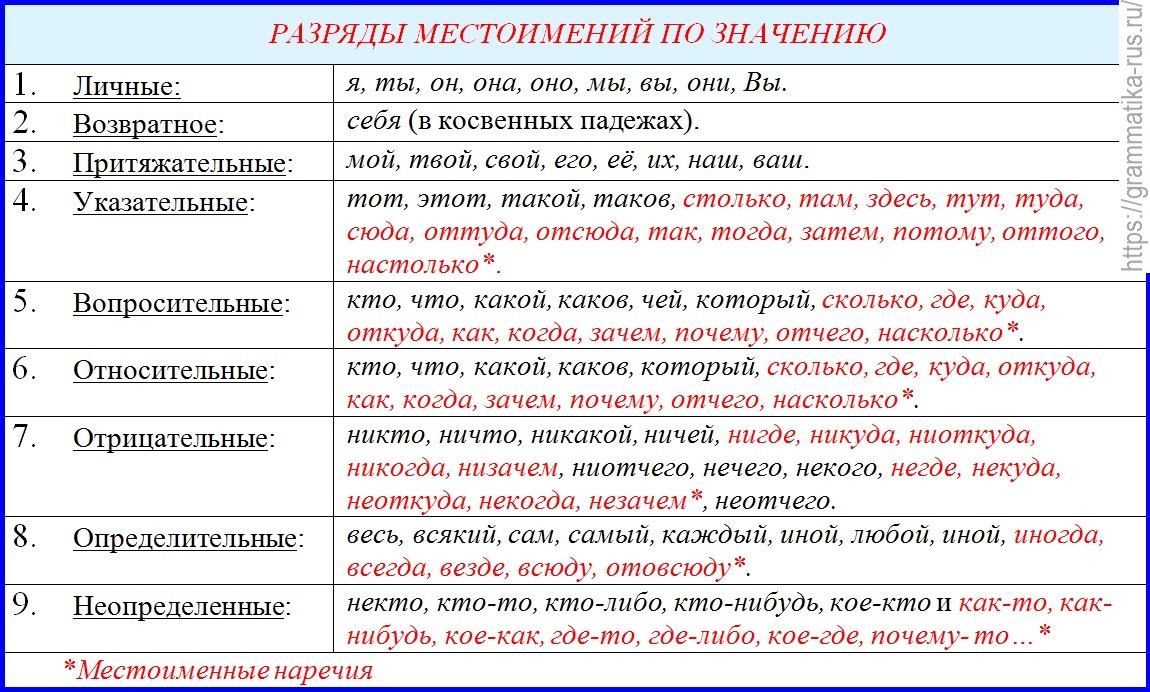 РАЗРЯДЫ МЕСТОИМЕНИЙ ПО ЗНАЧЕНИЮ
1. Личные: я, ты, он, она, оно, мы, вы, они, Вы.
2. Возвратное: себя (в косвенных падежах).
3. Притяжательные: мой, твой, свой, его, её, их, наш, ваш.
4. Указательные: тот, этот, такой, таков, столько, там, здесь, тут, туда,
сюда, оттуда, отсюда, так, тогда, затем, потому, оттого,
настолько*.
5. Вопросительные: кто, что, какой, каков, чей, который, сколько, где, куда,
откуда, как, когда, зачем, почему, отчего, насколько*.
6. Относительные: кто, что, какой, каков, который, сколько, где, куда, откуда,
как, когда, зачем, почему, отчего, насколько*.
7. Отрицательные: никто, ничто, никакой, ничей, нигде, никуда, ниоткуда,
никогда, низачем, ниотчего, нечего, некого, негде, некуда,
неоткуда, некогда, незачем*, неотчего.
8. Определительные: весь, всякий, сам, самый, каждый, иной, любой, иной, иногда,
всегда, везде, всюду, отовсюду*.
9. Неопределенные: некто, кто-то, кто-либо, кто-нибудь, кое-кто и как-то, как-
нибудь, кое-как, где-то, где-либо, кое-где, почему- то…*
*Местоименные наречия
https://grammatika-rus.ru/